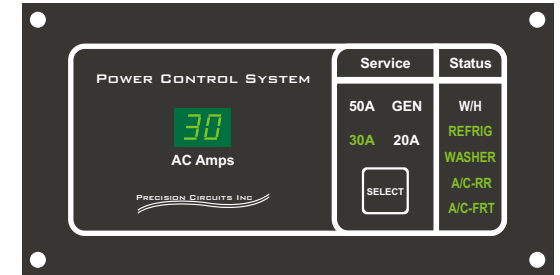 POWER CONTROL SYSTEM
30
AC Amps
PRECISION CIRCUITS INC
Service
50A GEN
30A 20A
SELECT
Status
W/H
REFRIG
WASHER
A/C-RR
A/C-FRT